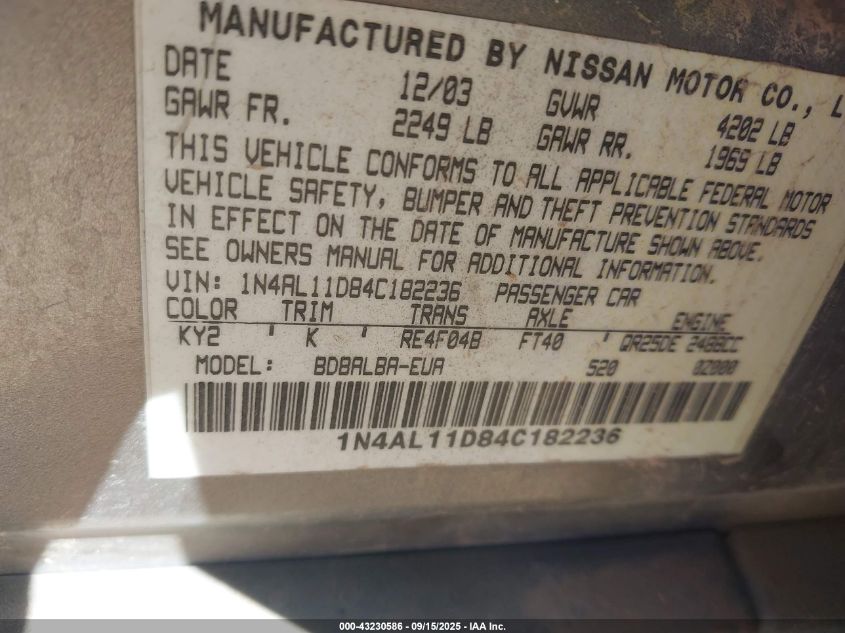 MANUFACTURED BY NISSAN MOTOR CO., L
DATE 12/03 GVWR 4202 LB
GAWR FR. 2249 LB GAWR RR. 1969 LB
THIS VEHICLE CONFORMS TO ALL APPLICABLE FEDERAL MOTOR
VEHICLE SAFETY, BUMPER AND THEFT PREVENTION STANDARDS
IN EFFECT ON THE DATE OF MANUFACTURE SHOWN ABOVE.
SEE OWNERS MANUAL FOR ADDITIONAL INFORMATION.
VIN: 1N4AL11D84C182236 PASSENGER CAR
COLOR TRIM TRANS AXLE ENGINE
KY2 ' K ' RE4F04B FT40 ' QR25DE 2488CC
MODEL: BDBALBA-EUA 520 0Z000
1N4AL11D84C182236
000-43230586 - 09/15/2025 - IAA Inc.